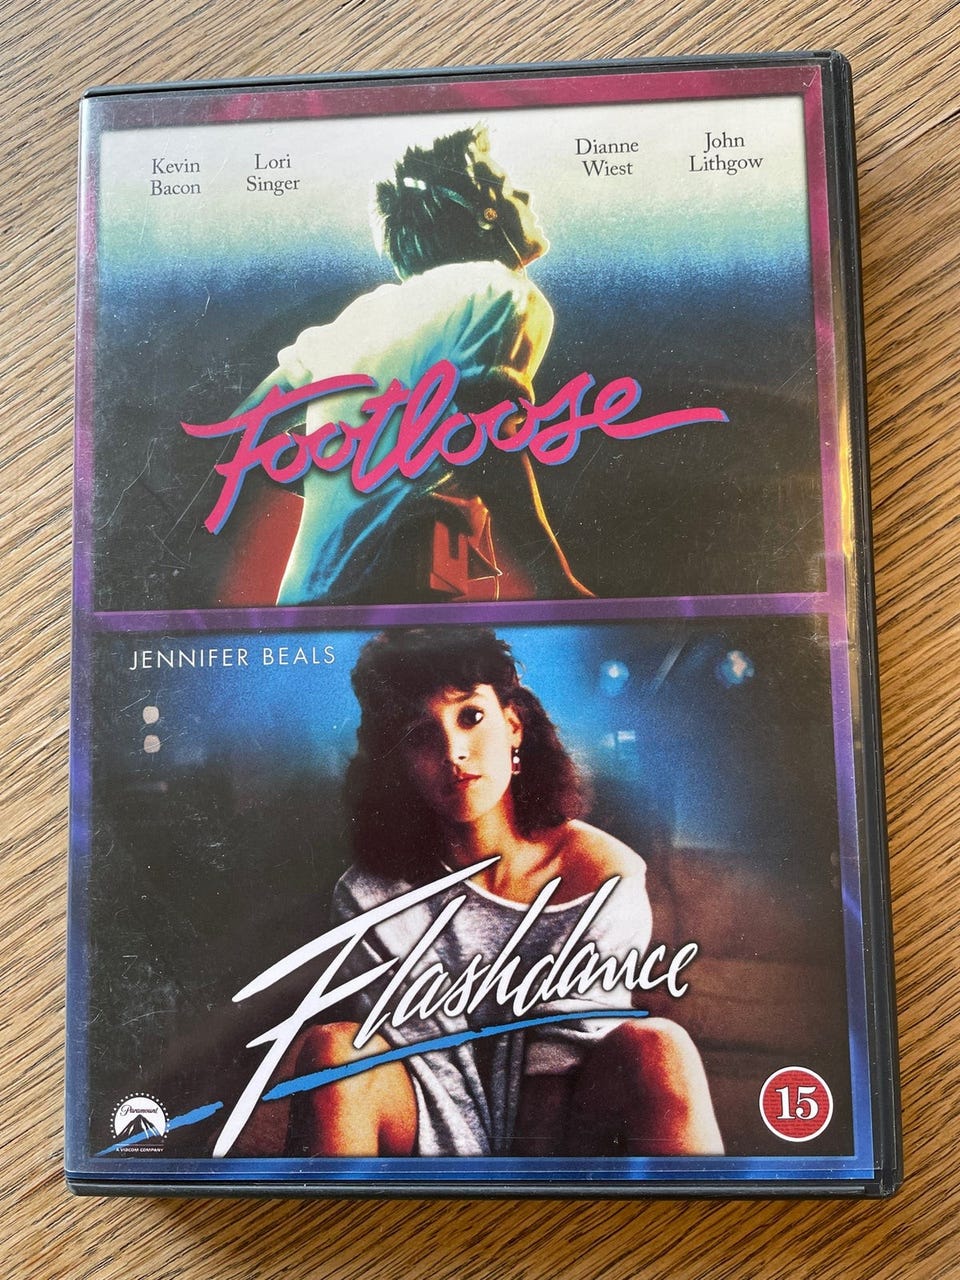 Kevin
Bacon
Lori
Singer
Dianne
Wiest
John
Lithgow
Footloose
JENNIFER BEALS
Flashdance
Paramount
A VIACOM COMPANY
15